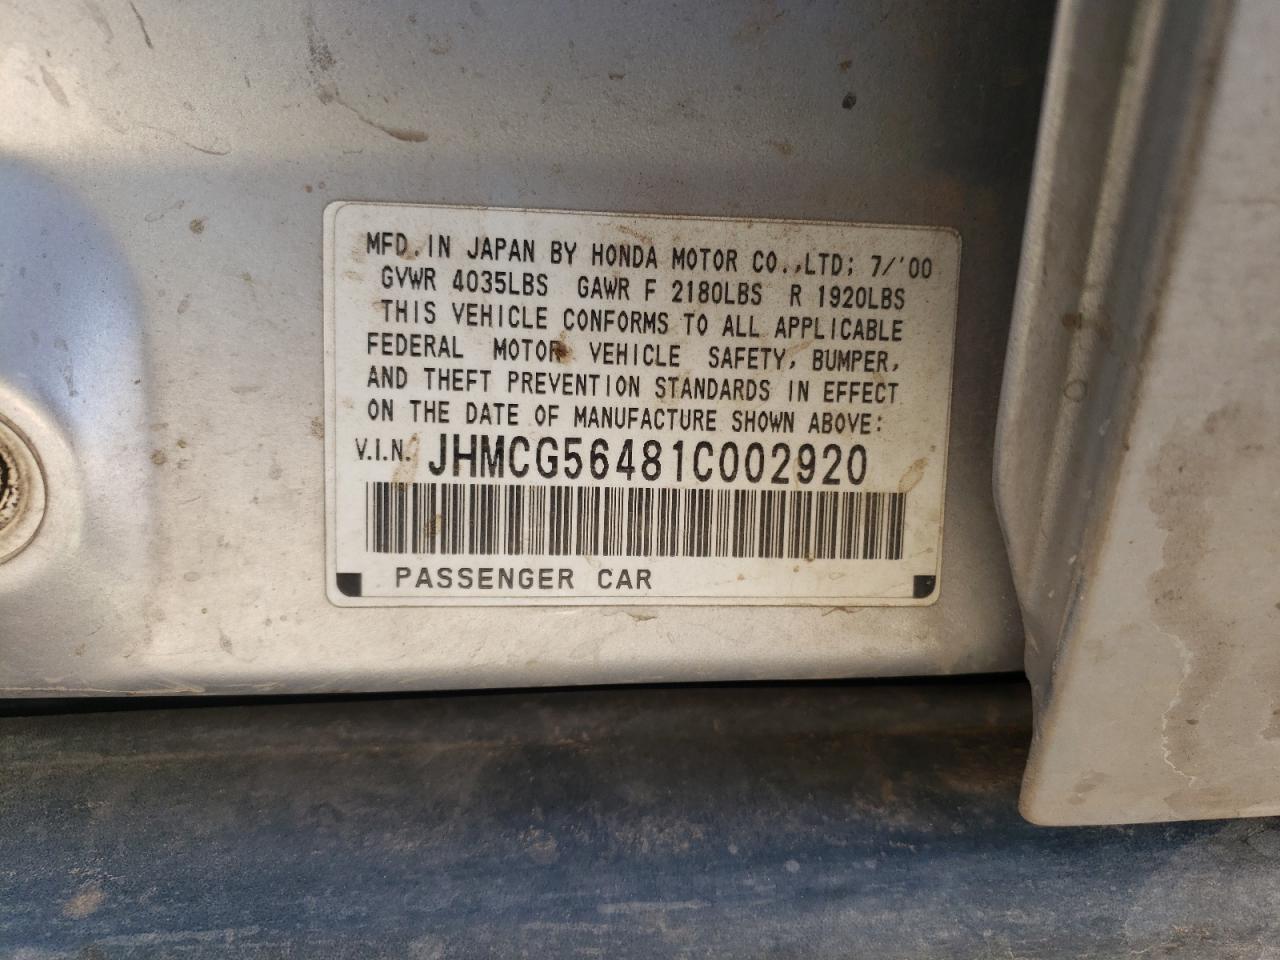 MFD. IN JAPAN BY HONDA MOTOR CO.,LTD; 7/'00
GVWR 4035LBS GAWR F 2180LBS R 1920LBS
THIS VEHICLE CONFORMS TO ALL APPLICABLE
FEDERAL MOTOR VEHICLE SAFETY, BUMPER,
AND THEFT PREVENTION STANDARDS IN EFFECT
ON THE DATE OF MANUFACTURE SHOWN ABOVE:
V.I.N. JHMCG56481C002920
PASSENGER CAR